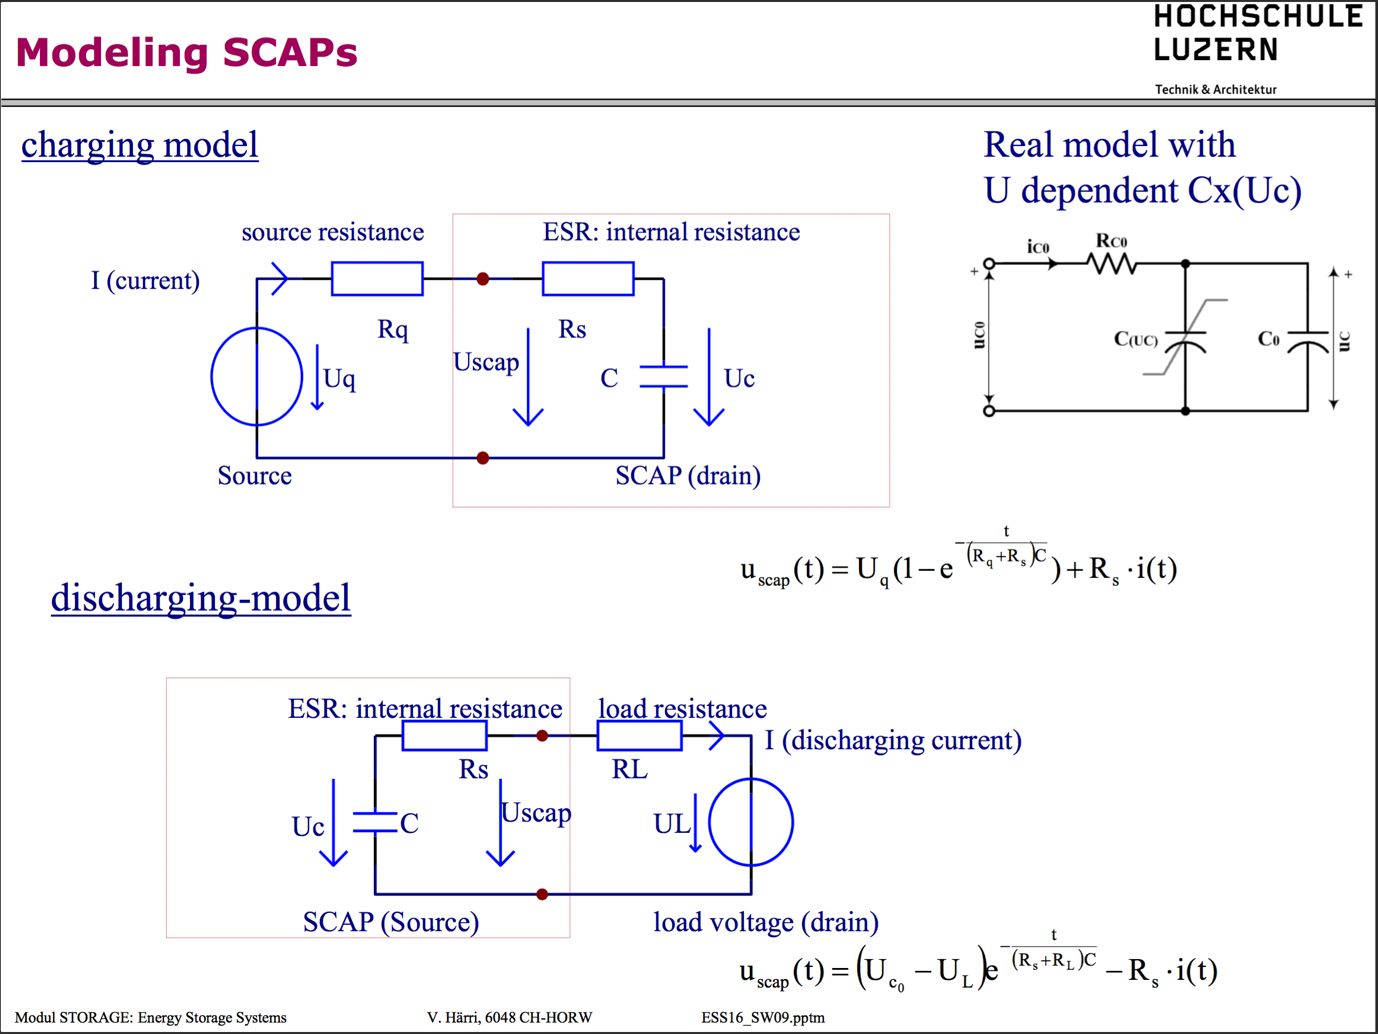 Modeling SCAPs
HOCHSCHULE
LUZERN
Technik & Architektur
charging model
Real model with
U dependent Cx(Uc)
source resistance
ESR: internal resistance
I (current)
Rq
Rs
Uscap
Uq
C
Uc
Source
SCAP (drain)
iC0
RC0
+
+
uC0
C(UC)
C0
uC
u_scap(t) = U_q(1 − e^(−t/((R_q+R_s)C))) + R_s · i(t)
discharging-model
ESR: internal resistance
load resistance
I (discharging current)
Rs
RL
Uscap
Uc
C
UL
SCAP (Source)
load voltage (drain)
u_scap(t) = (U_c0 − U_L)e^(−t/((R_s+R_L)C)) − R_s · i(t)
Modul STORAGE: Energy Storage Systems
V. Härri, 6048 CH-HORW
ESS16_SW09.pptm